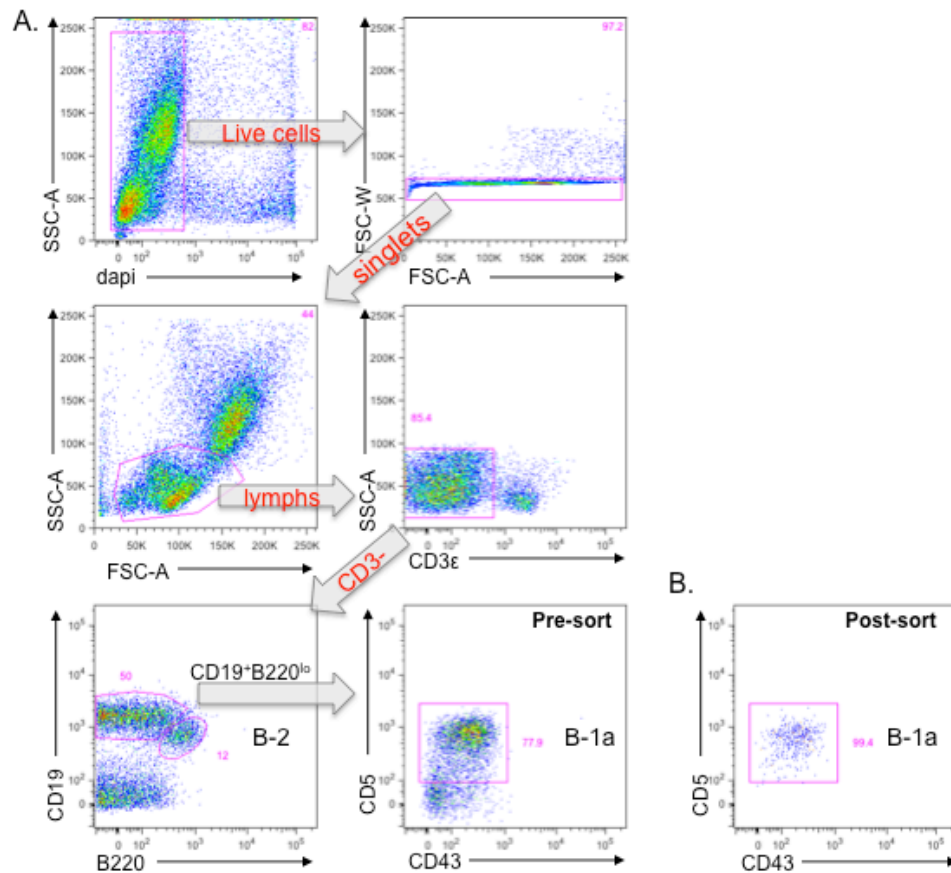 A.
82
250K
200K
150K
100K
50K
0
SSC-A
0 10² 10³ 10⁴ 10⁵
dapi
Live cells
97.2
250K
200K
150K
100K
50K
0
FSC-W
0 50K 100K 150K 200K 250K
FSC-A
singlets
44
250K
200K
150K
100K
50K
0
SSC-A
0 50K 100K 150K 200K 250K
FSC-A
lymphs
85.4
250K
200K
150K
100K
50K
0
SSC-A
0 10² 10³ 10⁴ 10⁵
CD3ε
CD3-
50
10⁵
10⁴
10³
10²
0
CD19
B-2
12
0 10² 10³ 10⁴ 10⁵
B220
CD19⁺B220ˡᵒ
Pre-sort
10⁵
10⁴
10³
10²
0
CD5
77.9
B-1a
0 10² 10³ 10⁴ 10⁵
CD43
B.
Post-sort
10⁵
10⁴
10³
10²
0
CD5
99.4
B-1a
0 10² 10³ 10⁴ 10⁵
CD43